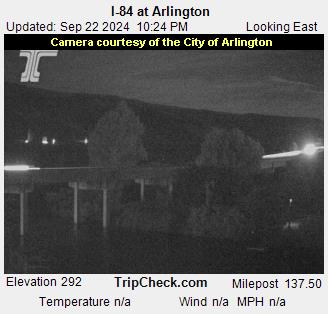 I-84 at Arlington
Updated: Sep 22 2024 10:24 PM Looking East
Camera courtesy of the City of Arlington
Elevation 292 TripCheck.com Milepost 137.50
Temperature n/a Wind n/a MPH n/a